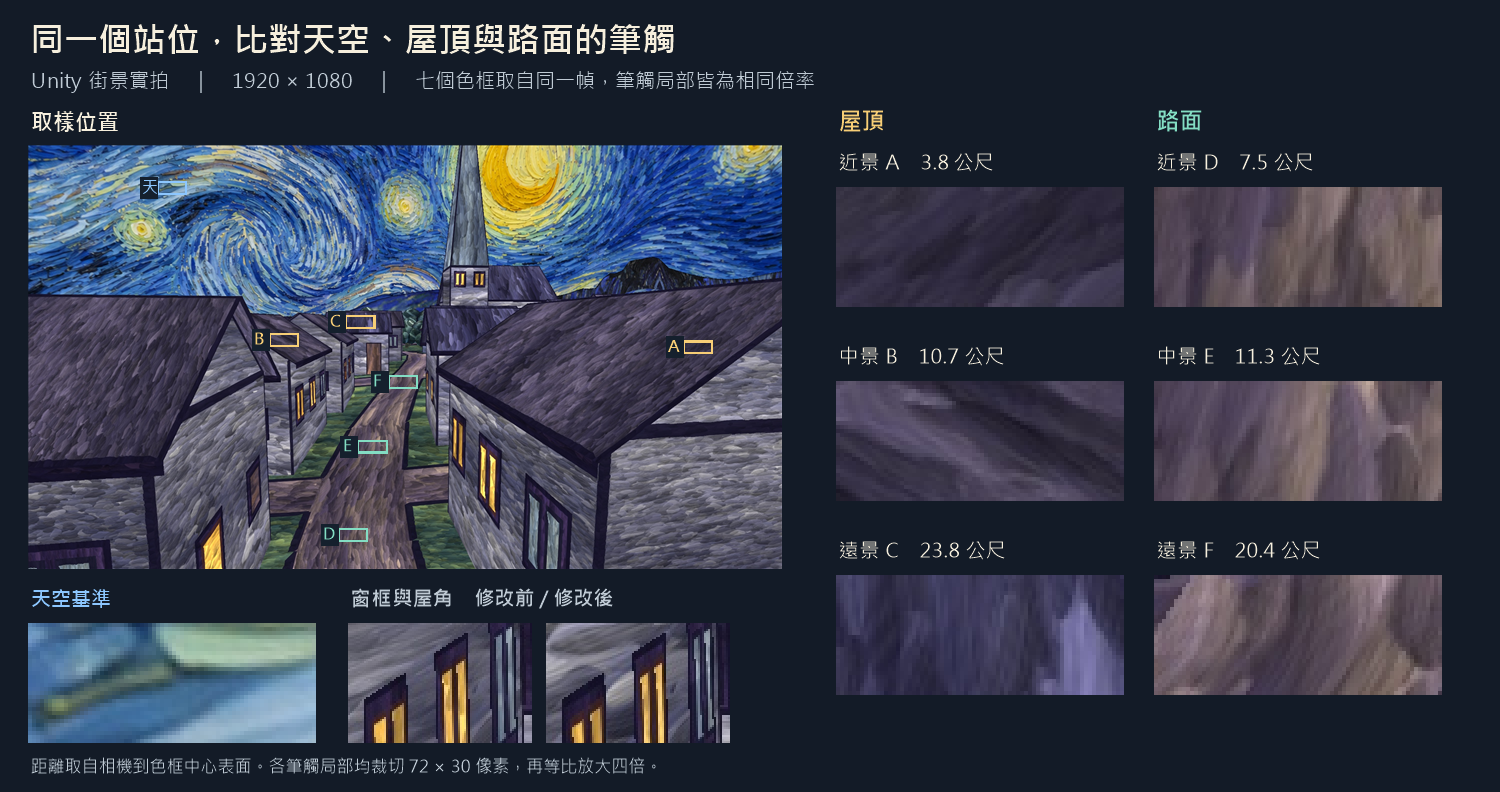 同一個站位，比對天空、屋頂與路面的筆觸
Unity 街景實拍 | 1920 × 1080 | 七個色框取自同一幀，筆觸局部皆為相同倍率
取樣位置
天
A
B
C
D
E
F
屋頂
近景 A 3.8 公尺
中景 B 10.7 公尺
遠景 C 23.8 公尺
路面
近景 D 7.5 公尺
中景 E 11.3 公尺
遠景 F 20.4 公尺
天空基準
窗框與屋角 修改前 / 修改後
距離取自相機到色框中心表面。各筆觸局部均裁切 72 × 30 像素，再等比放大四倍。